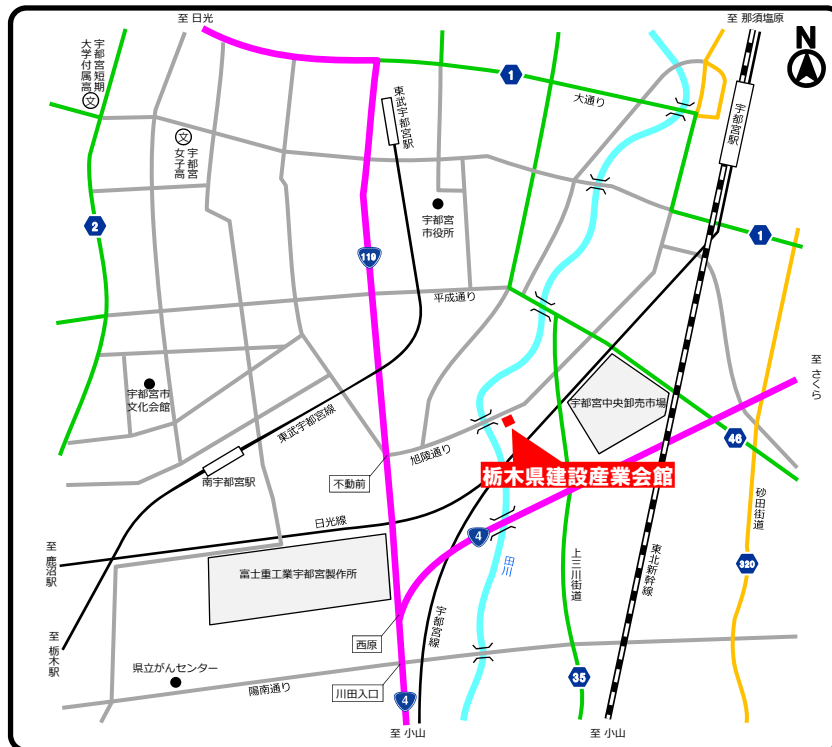 至 日光
至 那須塩原
N
宇都宮短期
大学付属高
文
1
大通り
東武宇都宮駅
宇都宮駅
文
宇都宮
女子高
宇都宮
市役所
2
1
119
平成通り
至 さくら
宇都宮市
文化会館
宇都宮中央卸売市場
東武宇都宮線
旭陵通り
46
栃木県建設産業会館
南宇都宮駅
不動前
砂田街道
日光線
4
田川
上三川街道
東北新幹線
至 鹿沼駅
320
富士重工業宇都宮製作所
宇都宮線
至 栃木駅
西原
県立がんセンター
陽南通り
川田入口
35
4
至 小山
至 小山